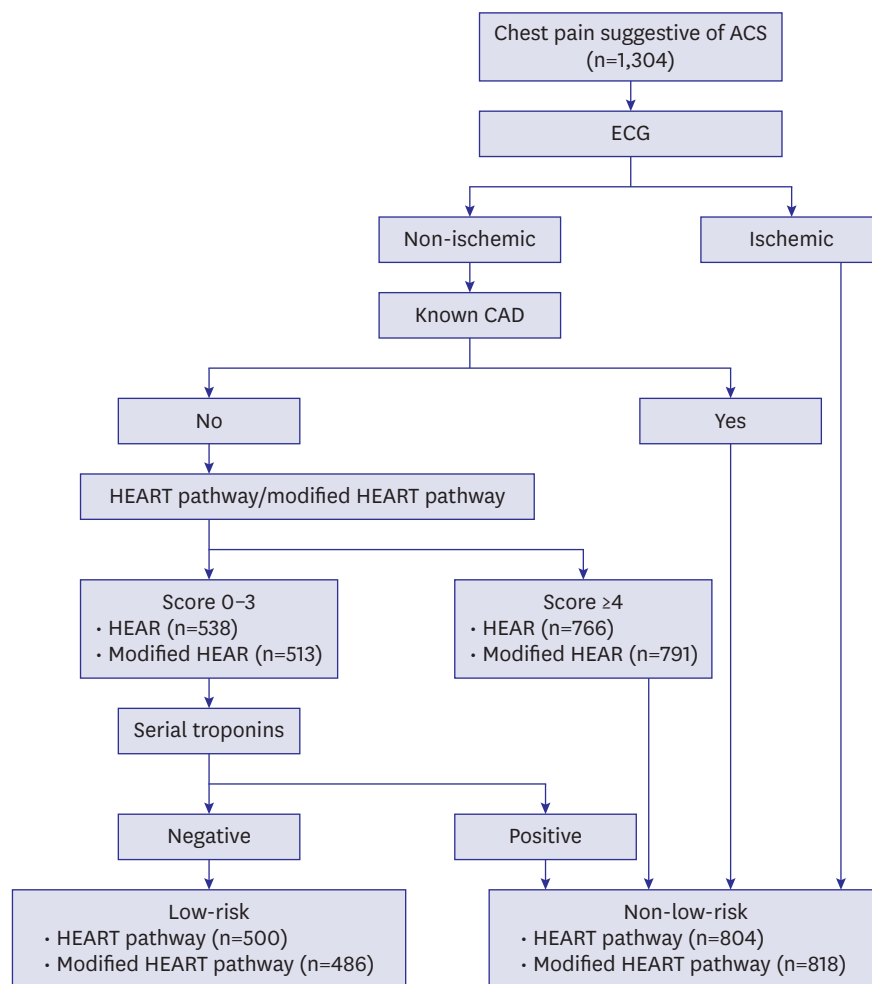 Chest pain suggestive of ACS
(n=1,304)
ECG
Non-ischemic
Ischemic
Known CAD
No
Yes
HEART pathway/modified HEART pathway
Score 0–3
· HEAR (n=538)
· Modified HEAR (n=513)
Score ≥4
· HEAR (n=766)
· Modified HEAR (n=791)
Serial troponins
Negative
Positive
Low-risk
· HEART pathway (n=500)
· Modified HEART pathway (n=486)
Non-low-risk
· HEART pathway (n=804)
· Modified HEART pathway (n=818)